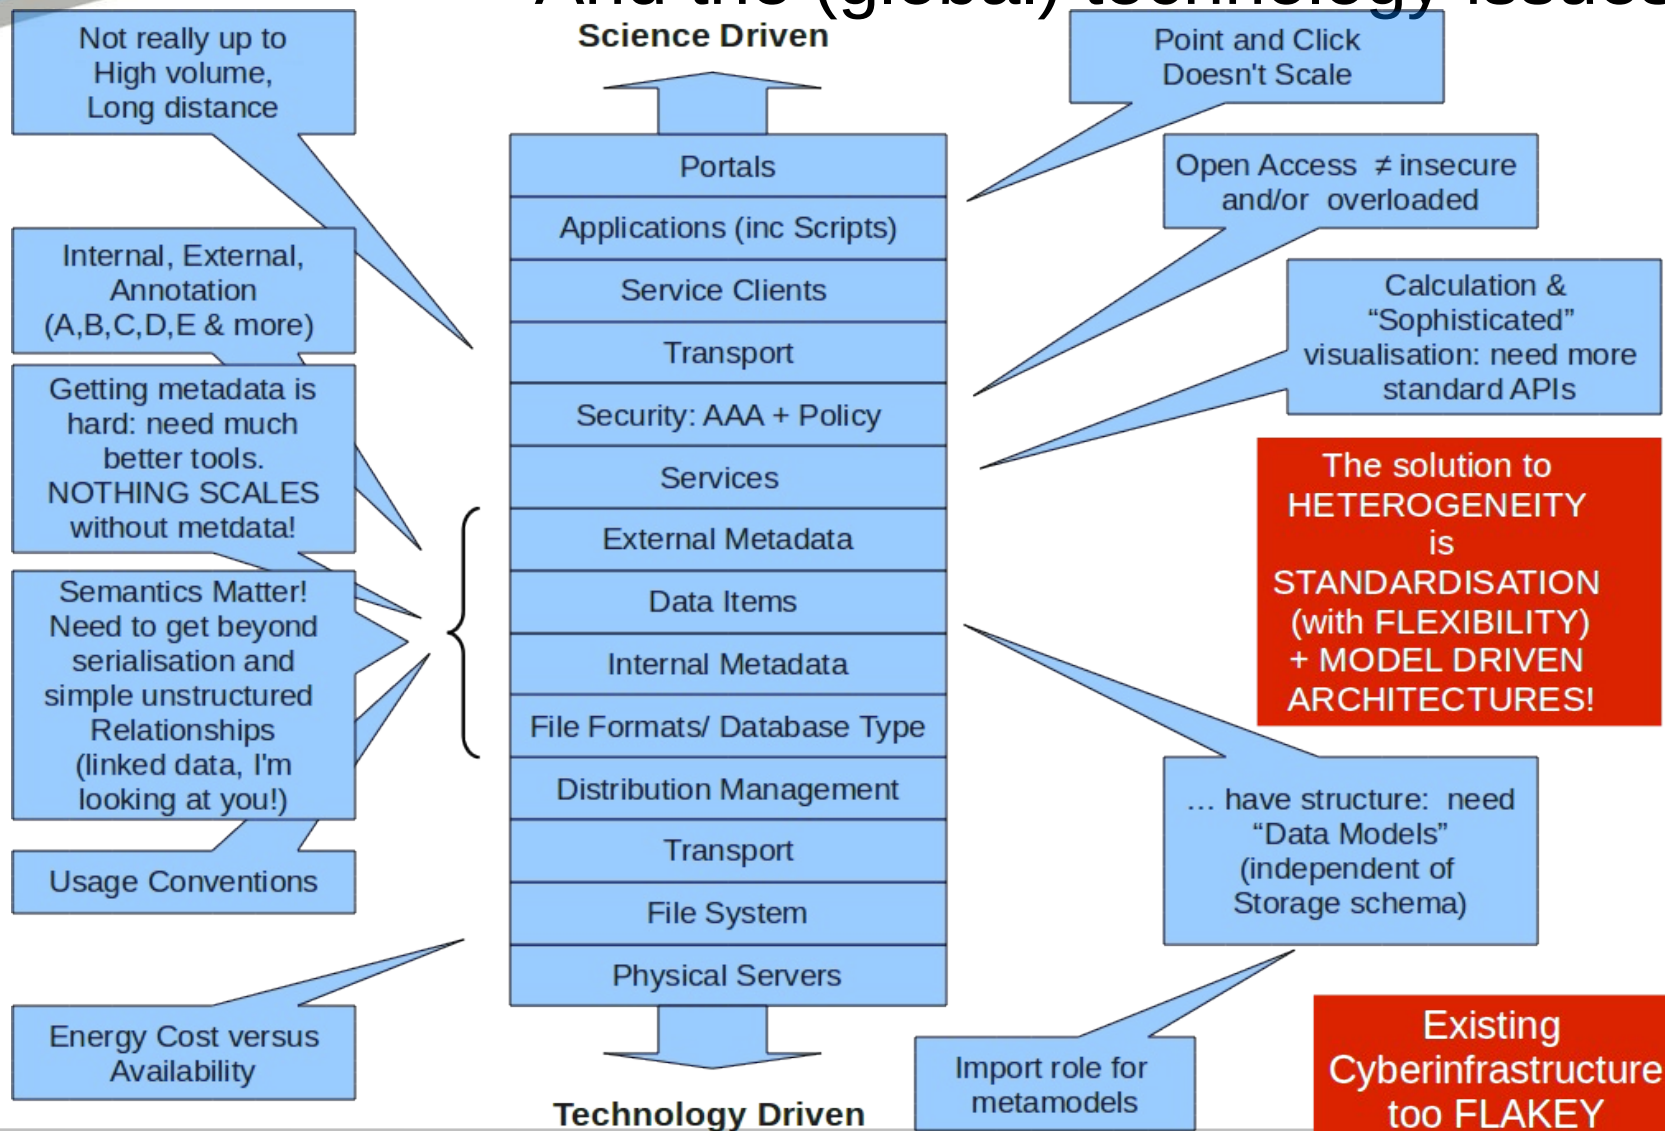 And the (global) technology issues
Science Driven
Not really up to
High volume,
Long distance
Internal, External,
Annotation
(A,B,C,D,E & more)
Getting metadata is
hard: need much
better tools.
NOTHING SCALES
without metdata!
Semantics Matter!
Need to get beyond
serialisation and
simple unstructured
Relationships
(linked data, I'm
looking at you!)
Usage Conventions
Energy Cost versus
Availability
Portals
Applications (inc Scripts)
Service Clients
Transport
Security: AAA + Policy
Services
External Metadata
Data Items
Internal Metadata
File Formats/ Database Type
Distribution Management
Transport
File System
Physical Servers
Technology Driven
Point and Click
Doesn't Scale
Open Access ≠ insecure
and/or overloaded
Calculation &
“Sophisticated”
visualisation: need more
standard APIs
The solution to
HETEROGENEITY
is
STANDARDISATION
(with FLEXIBILITY)
+ MODEL DRIVEN
ARCHITECTURES!
… have structure: need
“Data Models”
(independent of
Storage schema)
Import role for
metamodels
Existing
Cyberinfrastructure
too FLAKEY